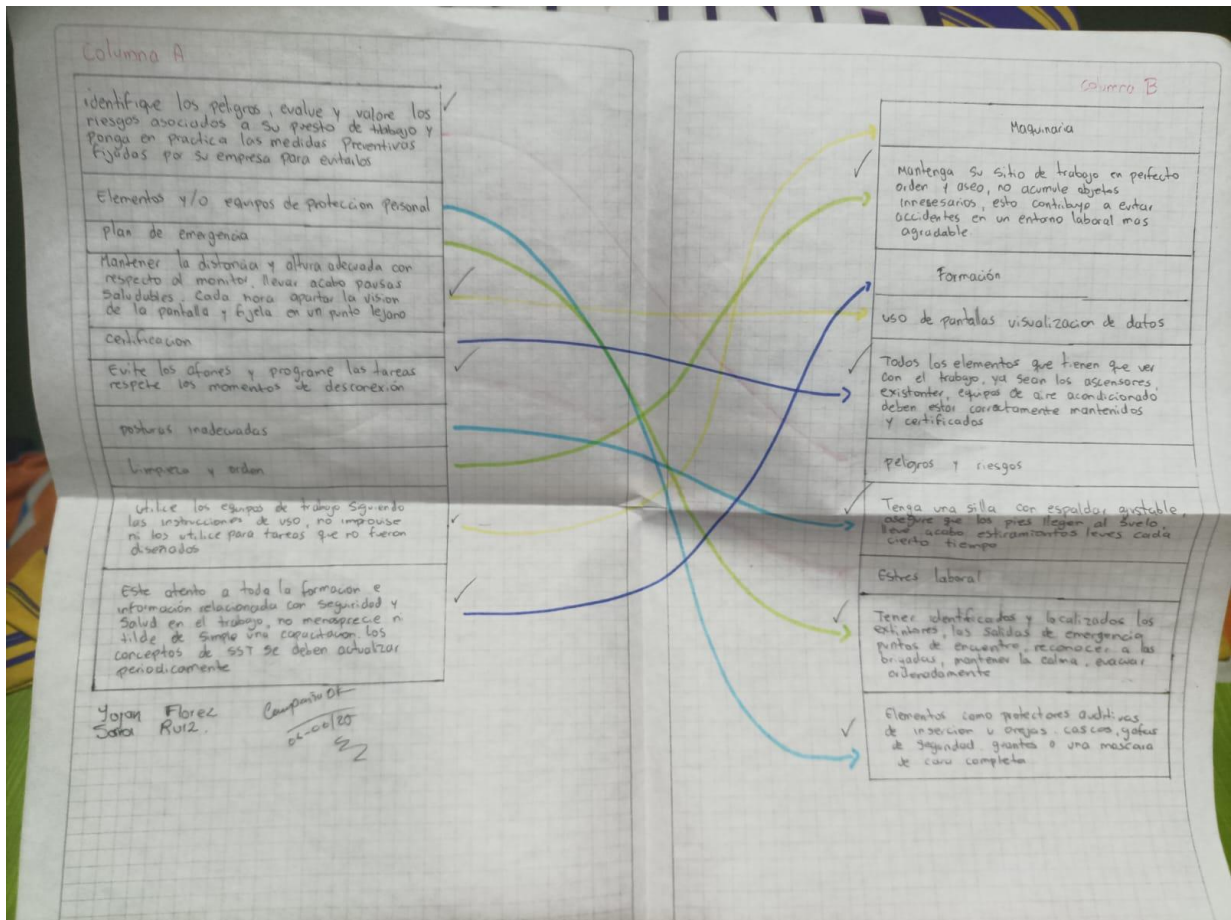 Columna A
identifique los peligros, evalue y valore los
riesgos asociados a su puesto de trabajo y
Ponga en practica las medidas Preventivas
fijadas por su empresa para evitarlos
Elementos y/o equipos de proteccion personal
plan de emergencia
Mantener la distancia y altura adecuada con
respecto al monitor, llevar acabo pausas
Saludables. Cada hora apartar la vision
de la pantalla y fijela en un punto lejano
certificacion
Evite los afanes y programe las tareas
respete los momentos de desconexión
posturas inadecuadas
Limpieza y orden
utilice los equipos de trabajo siguiendo
las instrucciones de uso, no improvise
ni los utilice para tareas que no fueron
diseñados
Este atento a toda la formacion e
información relacionada con seguridad y
Salud en el trabajo, no menosprecie ni
tilde de simple una capacitacion. los
conceptos de SST se deben actualizar
periodicamente
Florez
Ruiz.
columna B
Maquinaria
Mantenga su sitio de trabajo en perfecto
orden y aseo, no acumule objetos
innesesarios, esto contribuye a evitar
accidentes en un entorno laboral mas
agradable
Formación
uso de pantallas visualizacion de datos
Todos los elementos que tienen que ver
con el trabajo, ya sean los ascensores
existenter, equipos de aire acondicionado
deben estar correctamente mantenidos
y certificados
peligros y riesgos
Tenga una silla con espaldar ajustable,
asegure que los pies llegen al suelo,
lleve acabo estiramientos leves cada
cierto tiempo
Estres laboral
Tener identificados y localizados los
extintores, las salidas de emergencia
puntos de encuentro, reconocer a las
brigadas, mantener la calma, evacuar
ordenadamente
Elementos como protectores auditivos
de insercion u orejas, cascos, gafas
de seguridad, guantes o una mascara
de cara completa